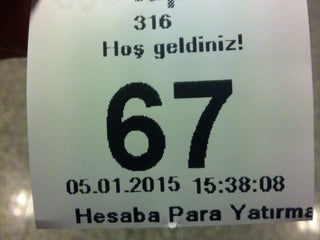 316
Hoş geldiniz!
67
05.01.2015 15:38:08
Hesaba Para Yatırma